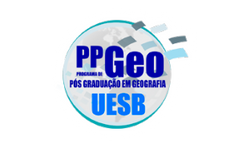 PPGeo
PROGRAMA DE
PÓS GRADUAÇÃO EM GEOGRAFIA
UESB